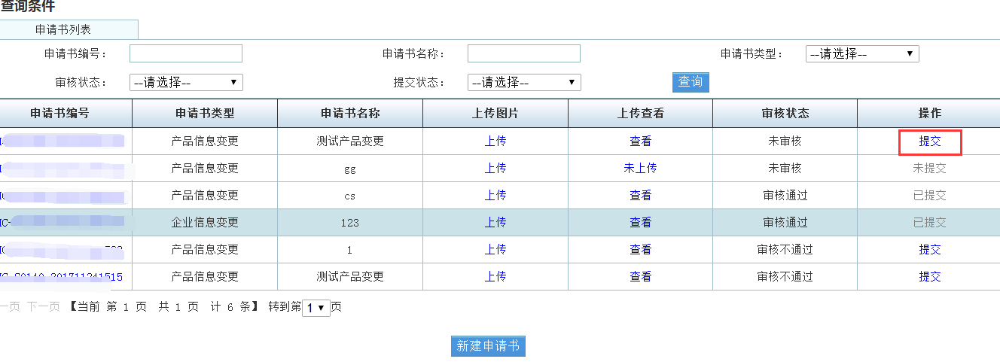 查询条件
申请书列表
申请书编号： 申请书名称： 申请书类型： --请选择--
审核状态： --请选择-- 提交状态： --请选择-- 查询
申请书编号 申请书类型 申请书名称 上传图片 上传查看 审核状态 操作
产品信息变更 测试产品变更 上传 查看 未审核 提交
产品信息变更 gg 上传 未上传 未审核 未提交
产品信息变更 cs 上传 查看 审核通过 已提交
企业信息变更 123 上传 查看 审核通过 已提交
产品信息变更 1 上传 查看 审核不通过 提交
产品信息变更 测试产品变更 上传 查看 审核不通过 提交
一页 下一页 【当前 第 1 页 共 1 页 计 6 条】 转到第 1 页
新建申请书